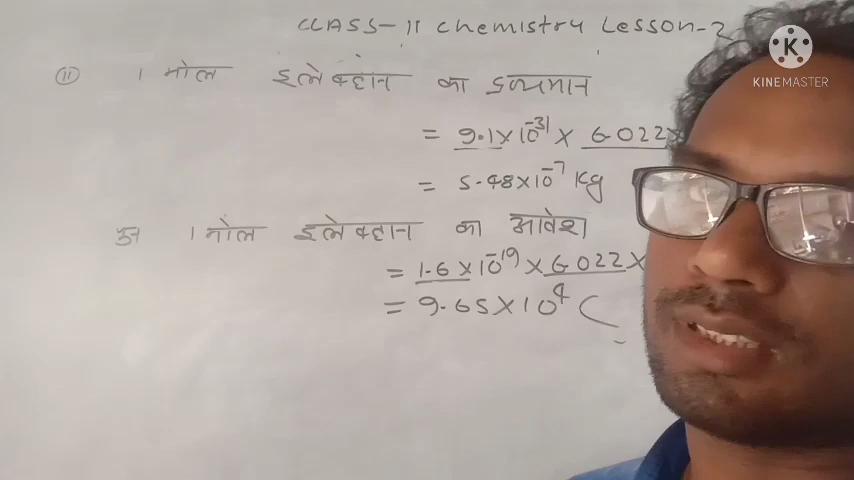 CLASS-11 Chemistry Lesson-2
KINEMASTER
(ii) 1 मोल इलेक्ट्रान का द्रव्यमान
= 9.1×10⁻³¹ × 6.022×
= 5.48×10⁻⁷ Kg
1 मोल इलेक्ट्रान का आवेश
= 1.6×10⁻¹⁹ × 6.022×
= 9.65×10⁴ C